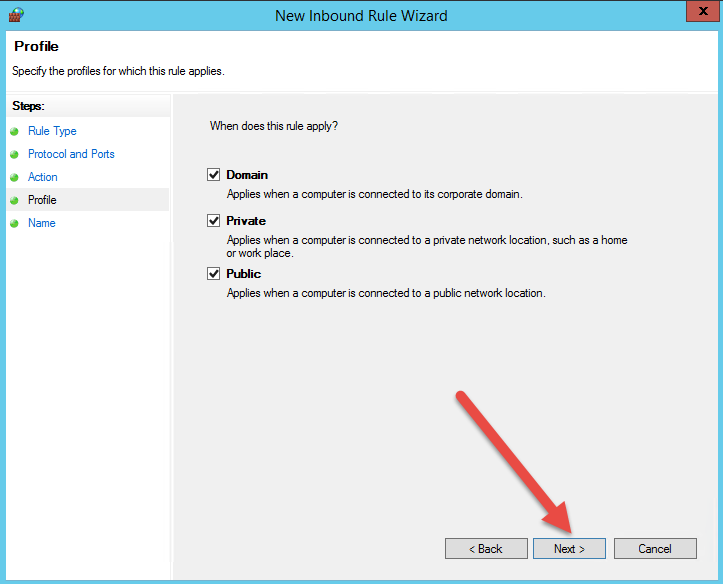 New Inbound Rule Wizard
x
Profile
Specify the profiles for which this rule applies.
Steps:
Rule Type
Protocol and Ports
Action
Profile
Name
When does this rule apply?
Domain
Applies when a computer is connected to its corporate domain.
Private
Applies when a computer is connected to a private network location, such as a home
or work place.
Public
Applies when a computer is connected to a public network location.
< Back
Next >
Cancel